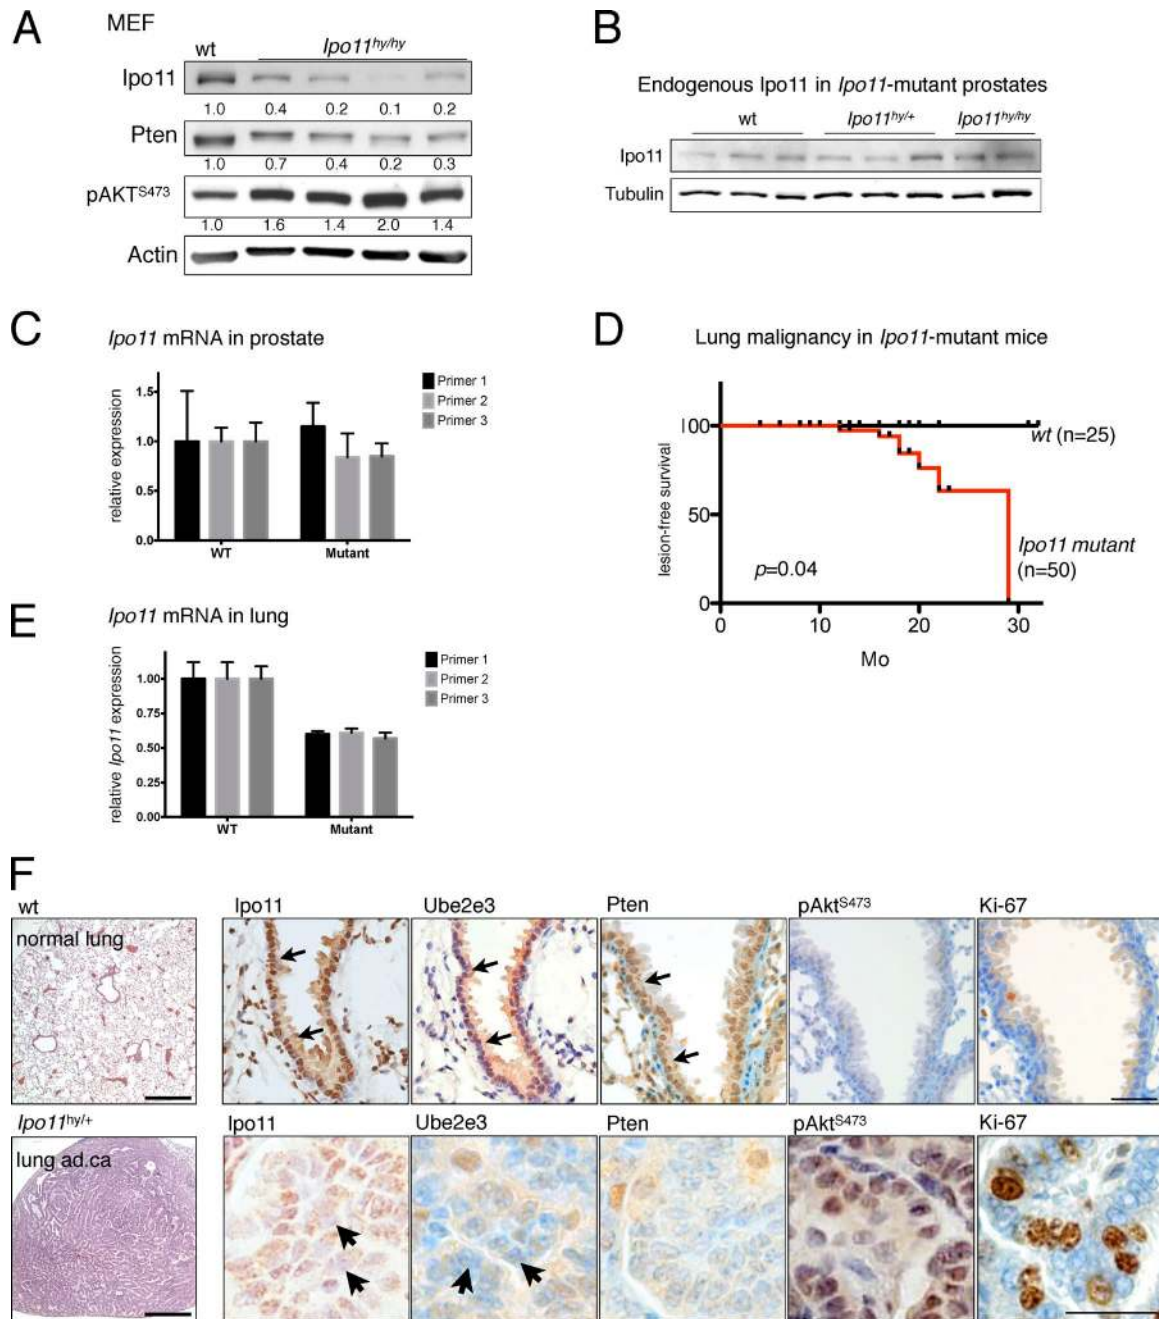 A
MEF
wt
Ipo11hy/hy
Ipo11
1.0 0.4 0.2 0.1 0.2
Pten
1.0 0.7 0.4 0.2 0.3
pAKTS473
1.0 1.6 1.4 2.0 1.4
Actin
B
Endogenous Ipo11 in Ipo11-mutant prostates
wt Ipo11hy/+ Ipo11hy/hy
Ipo11
Tubulin
C
Ipo11 mRNA in prostate
relative expression
1.5
1.0
0.5
0.0
WT Mutant
Primer 1
Primer 2
Primer 3
D
Lung malignancy in Ipo11-mutant mice
lesion-free survival
100
50
0
0 10 20 30
Mo
wt (n=25)
Ipo11 mutant
(n=50)
p=0.04
E
Ipo11 mRNA in lung
relative Ipo11 expression
1.00
0.75
0.50
0.25
0.00
WT Mutant
Primer 1
Primer 2
Primer 3
F
wt
normal lung
Ipo11 Ube2e3 Pten pAktS473 Ki-67
Ipo11hy/+
lung ad.ca
Ipo11 Ube2e3 Pten pAktS473 Ki-67